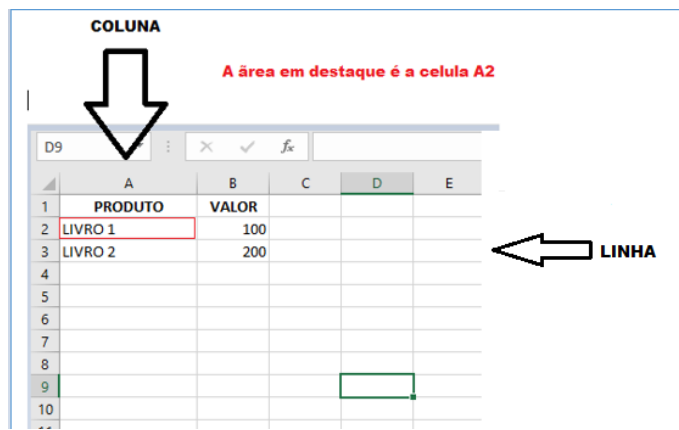 COLUNA
A ãrea em destaque é a celula A2
D9 fx
A B C D E
1 PRODUTO VALOR
2 LIVRO 1 100
3 LIVRO 2 200
LINHA
4
5
6
7
8
9
10